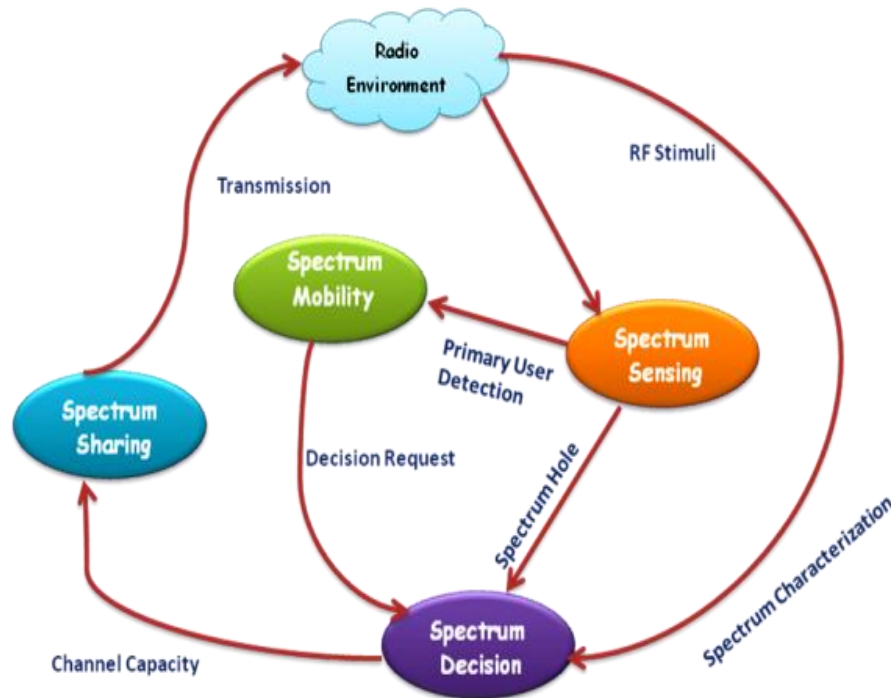 Radio
Environment
RF Stimuli
Transmission
Spectrum
Mobility
Primary User
Detection
Spectrum
Sensing
Spectrum
Sharing
Decision Request
Spectrum Hole
Spectrum Characterization
Spectrum
Decision
Channel Capacity